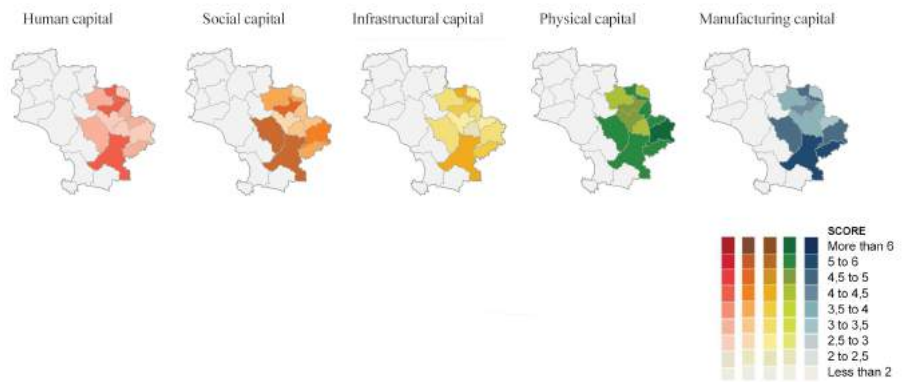 Human capital
Social capital
Infrastructural capital
Physical capital
Manufacturing capital
SCORE
More than 6
5 to 6
4,5 to 5
4 to 4,5
3,5 to 4
3 to 3,5
2,5 to 3
2 to 2,5
Less than 2